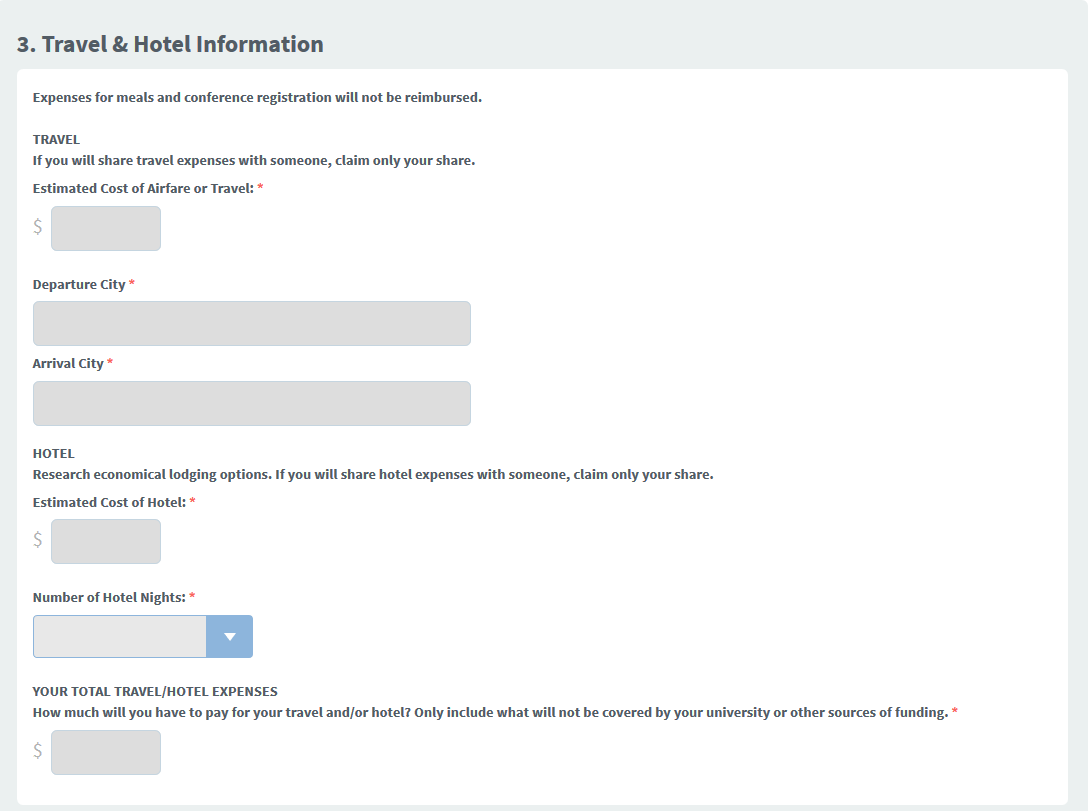 3. Travel & Hotel Information
Expenses for meals and conference registration will not be reimbursed.
TRAVEL
If you will share travel expenses with someone, claim only your share.
Estimated Cost of Airfare or Travel: *
$
Departure City *
Arrival City *
HOTEL
Research economical lodging options. If you will share hotel expenses with someone, claim only your share.
Estimated Cost of Hotel: *
$
Number of Hotel Nights: *
YOUR TOTAL TRAVEL/HOTEL EXPENSES
How much will you have to pay for your travel and/or hotel? Only include what will not be covered by your university or other sources of funding. *
$